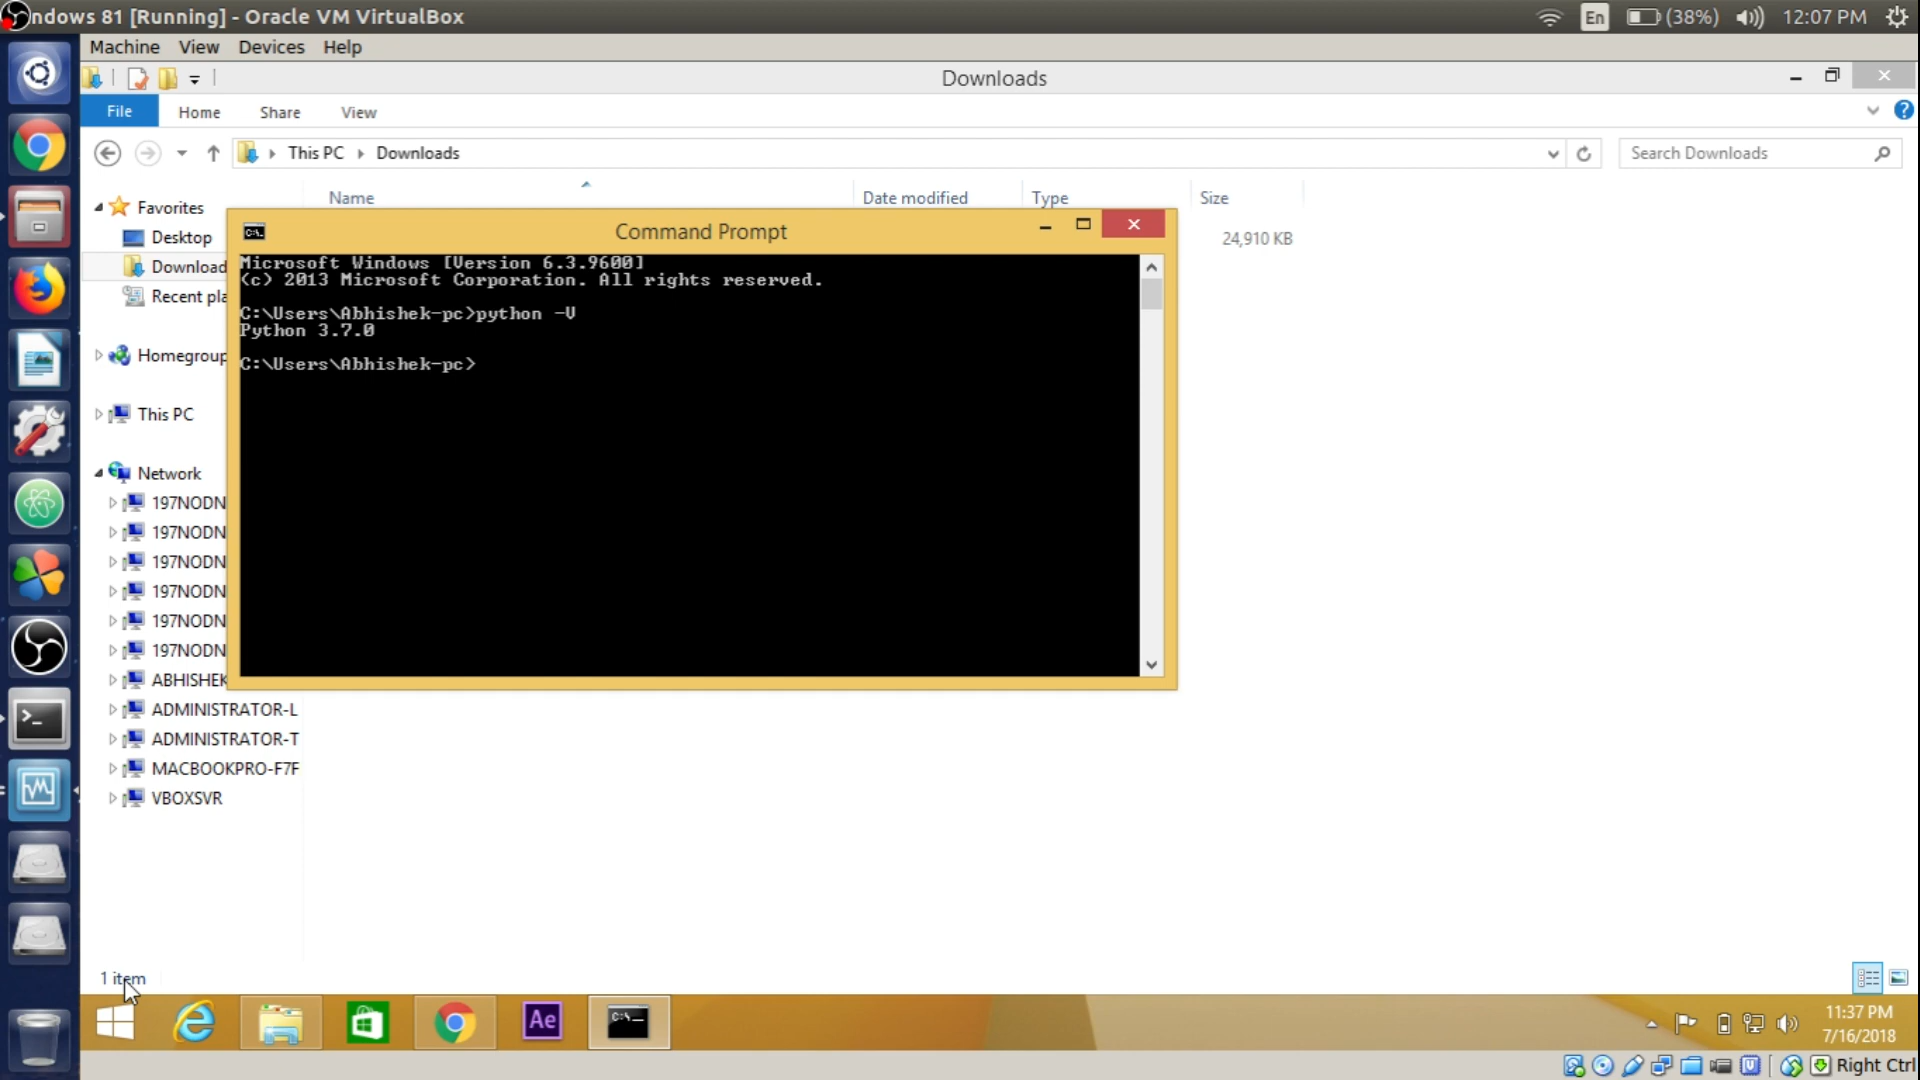 ndows 81 [Running] - Oracle VM VirtualBox
En
(38%)
12:07 PM
Machine View Devices Help
Downloads
File Home Share View
This PC Downloads
Search Downloads
Name Date modified Type Size
24,910 KB
Favorites
Desktop
Download
Recent pla
Homegroup
This PC
Network
197NODN
197NODN
197NODN
197NODN
197NODN
197NODN
ABHISHEK
ADMINISTRATOR-L
ADMINISTRATOR-T
MACBOOKPRO-F7F
VBOXSVR
Command Prompt
Microsoft Windows [Version 6.3.9600]
(c) 2013 Microsoft Corporation. All rights reserved.
C:\Users\Abhishek-pc>python -V
Python 3.7.0
C:\Users\Abhishek-pc>
1 item
Ae
C:\_
11:37 PM
7/16/2018
Right Ctrl